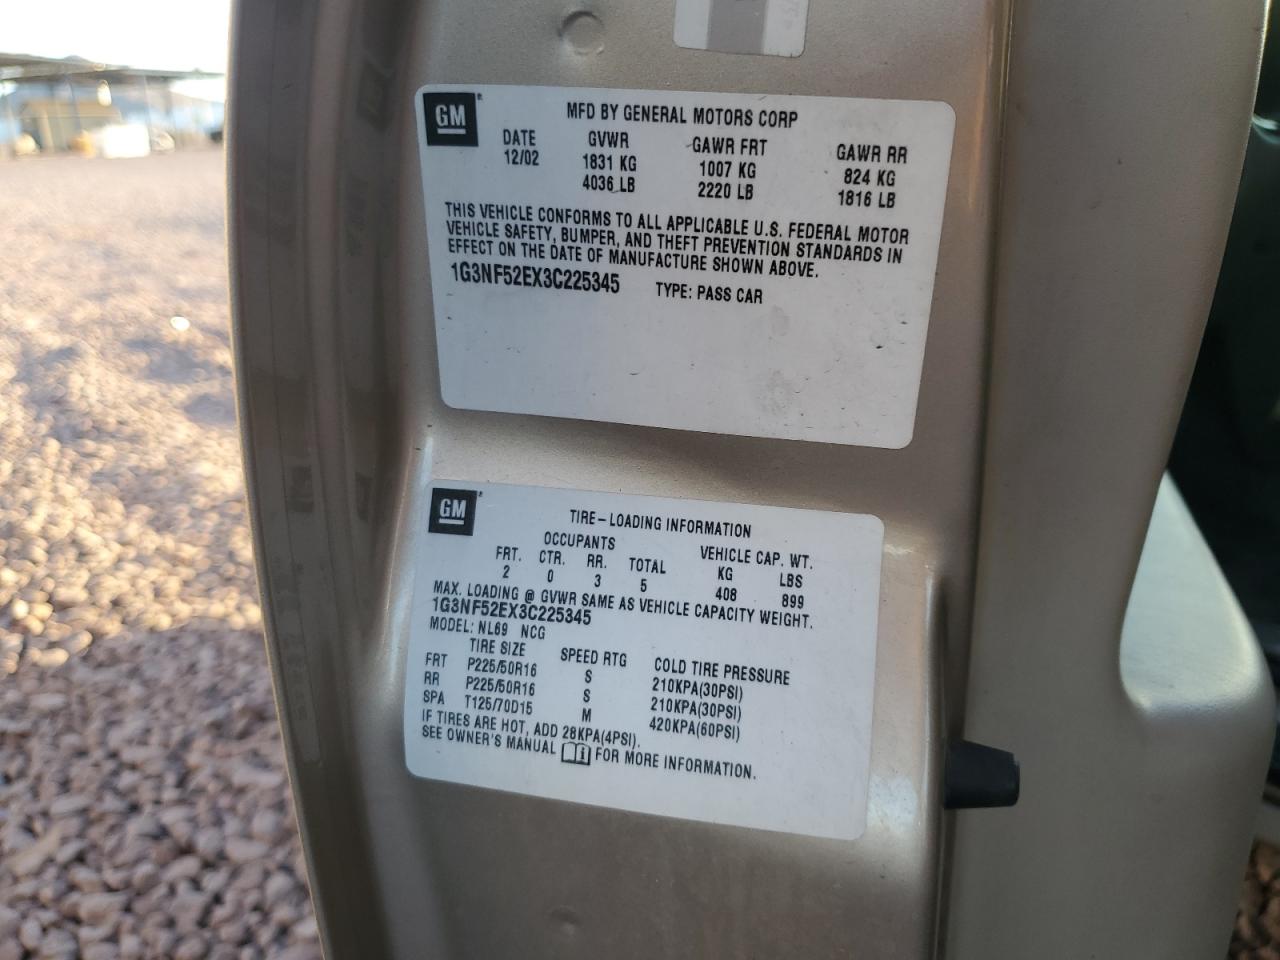 GM
MFD BY GENERAL MOTORS CORP
DATE GVWR GAWR FRT GAWR RR
12/02 1831 KG 1007 KG 824 KG
4036 LB 2220 LB 1816 LB
THIS VEHICLE CONFORMS TO ALL APPLICABLE U.S. FEDERAL MOTOR
VEHICLE SAFETY, BUMPER, AND THEFT PREVENTION STANDARDS IN
EFFECT ON THE DATE OF MANUFACTURE SHOWN ABOVE.
1G3NF52EX3C225345 TYPE: PASS CAR
GM
TIRE-LOADING INFORMATION
OCCUPANTS VEHICLE CAP. WT.
FRT. CTR. RR. TOTAL KG LBS
2 0 3 5 408 899
MAX. LOADING @ GVWR SAME AS VEHICLE CAPACITY WEIGHT.
1G3NF52EX3C225345
MODEL: NL69 NCG
TIRE SIZE SPEED RTG COLD TIRE PRESSURE
FRT P225/50R16 S 210KPA(30PSI)
RR P225/50R16 S 210KPA(30PSI)
SPA T125/70D15 M 420KPA(60PSI)
IF TIRES ARE HOT, ADD 28KPA(4PSI).
SEE OWNER'S MANUAL FOR MORE INFORMATION.